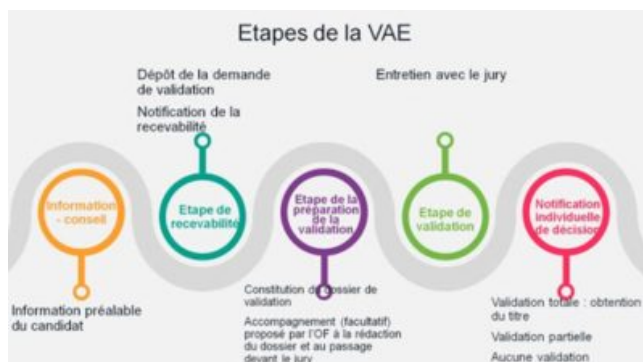 Etapes de la VAE
Dépôt de la demande
de validation
Notification de la
recevabilité
Entretien avec le jury
Information
- conseil
Etape de
recevabilité
Etape de la
préparation
de la
validation
Etape de
validation
Notification
individuelle
de décision
Information préalable
du candidat
Constitution du dossier de
validation
Accompagnement (facultatif)
proposé par l'OF à la rédaction
du dossier et au passage
devant le jury
Validation totale : obtention
du titre
Validation partielle
Aucune validation